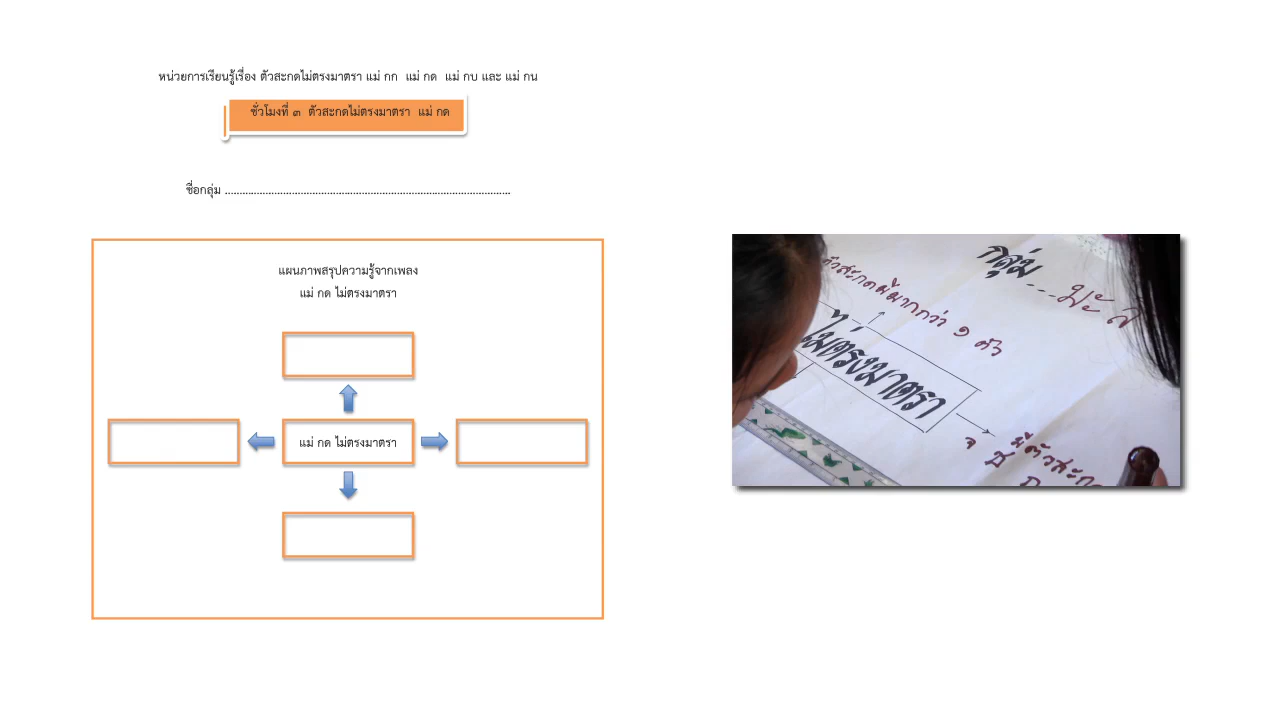 หน่วยการเรียนรู้เรื่อง ตัวสะกดไม่ตรงมาตรา แม่ กก แม่ กด แม่ กบ และ แม่ กน
ชั่วโมงที่ ๓ ตัวสะกดไม่ตรงมาตรา แม่ กด
ชื่อกลุ่ม ..................................................................................................
แผนภาพสรุปความรู้จากเพลง
แม่ กด ไม่ตรงมาตรา
แม่ กด ไม่ตรงมาตรา
กลุ่ม
ตัวสะกดมีมากกว่า ๑ ตัว
ไม่ตรงมาตรา
มีตัวสะกด
จ